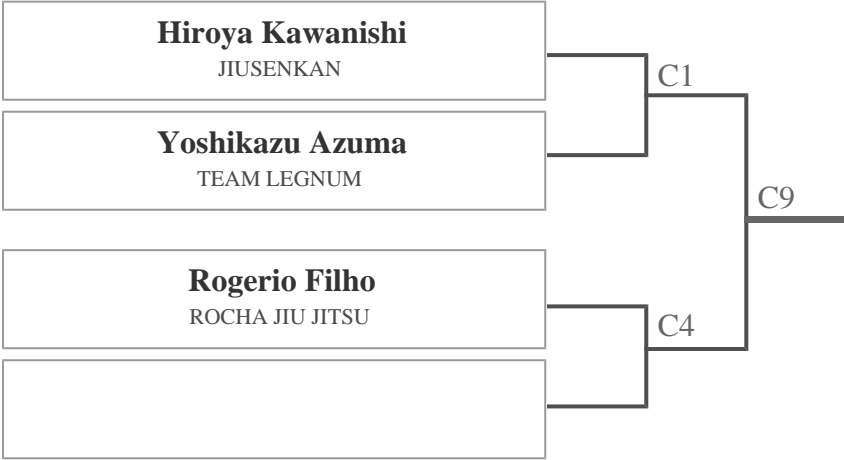 Hiroya Kawanishi
JIUSENKAN
C1
Yoshikazu Azuma
TEAM LEGNUM
C9
Rogerio Filho
ROCHA JIU JITSU
C4